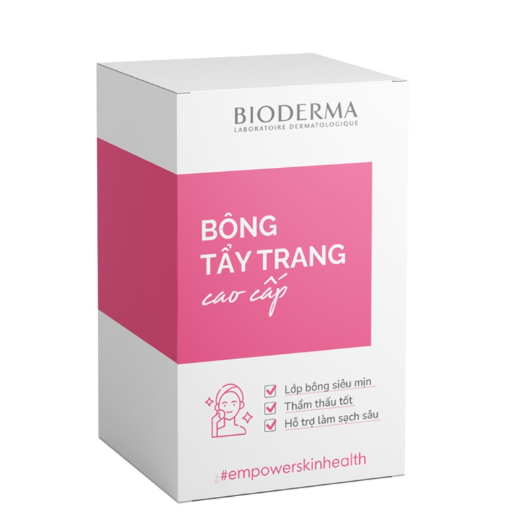 BIODERMA
LABORATOIRE DERMATOLOGIQUE
BÔNG
TẨY TRANG
cao cấp
Lớp bông siêu mịn
Thẩm thấu tốt
Hỗ trợ làm sạch sâu
#empowerskinhealth